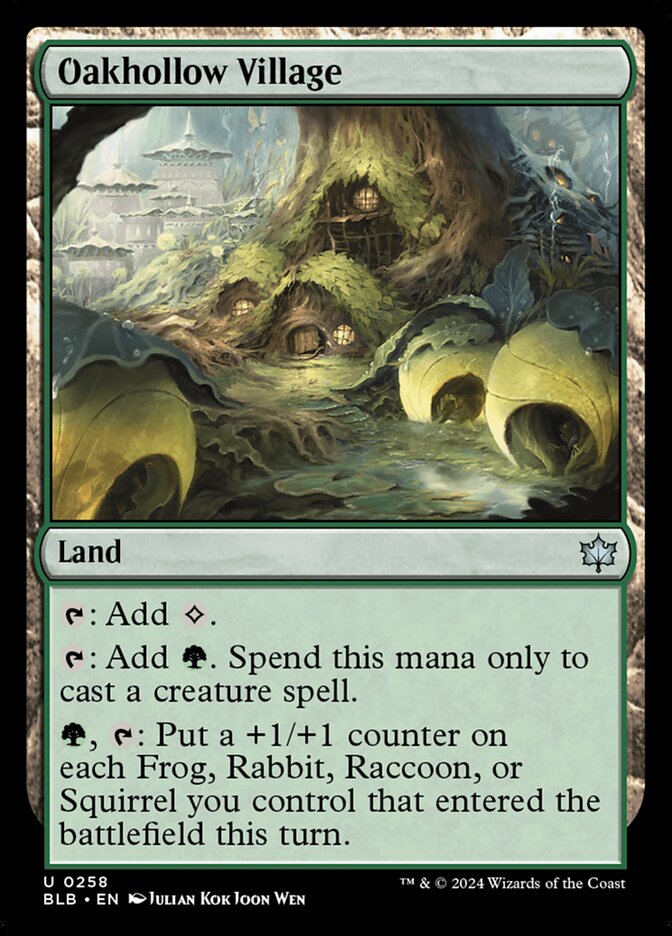 Oakhollow Village
Land
: Add .
: Add . Spend this mana only to
cast a creature spell.
, : Put a +1/+1 counter on
each Frog, Rabbit, Raccoon, or
Squirrel you control that entered the
battlefield this turn.
U 0258
™ & © 2024 Wizards of the Coast
BLB • EN Julian Kok Joon Wen